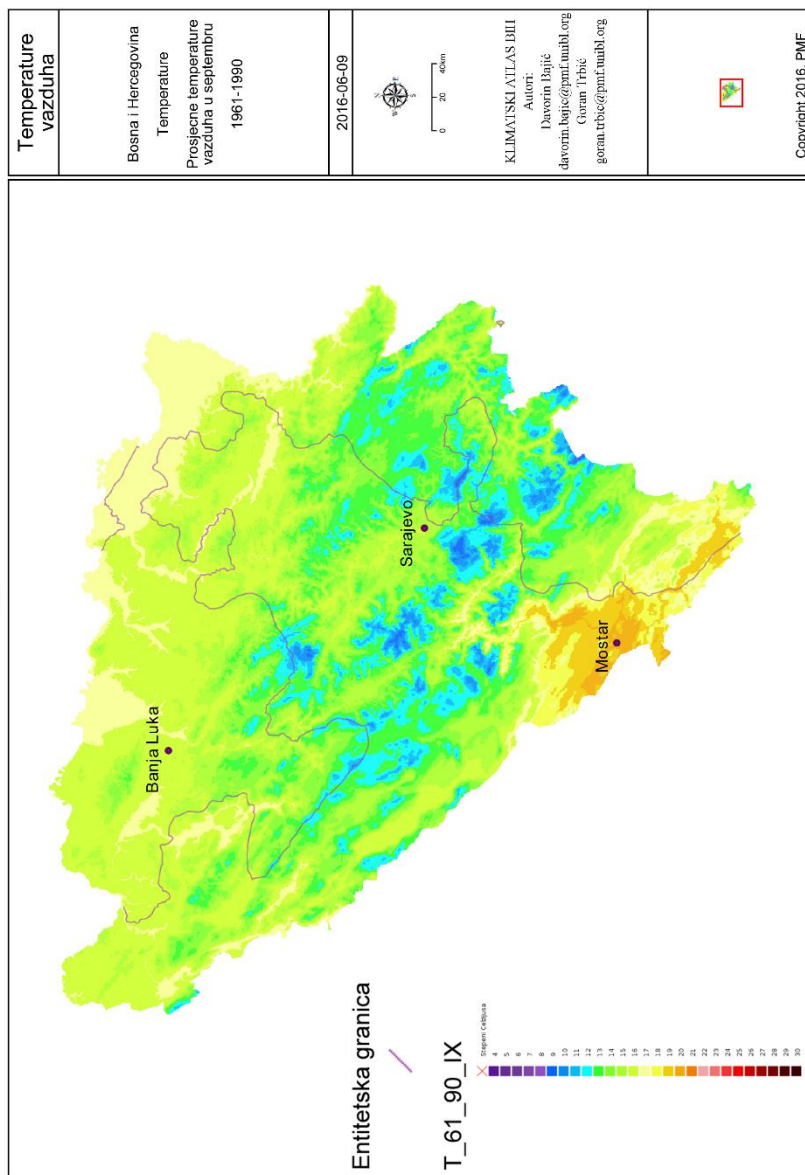 Temperature
vazduha
Bosna i Hercegovina
Temperature
Prosjecne temperature
vazduha u septembru
1961-1990
2016-06-09
N
W
E
S
0 20 40km
KLIMATSKI ATLAS BIH
Autori:
Davorin Bajić
davorin.bajic@pmf.unibl.org
Goran Trbić
goran.trbic@pmf.unibl.org
Copyright 2016, PMF
Banja Luka
Sarajevo
Mostar
Entitetska granica
T_61_90_IX
Stepeni Celzijusa
4
5
6
7
8
9
10
11
12
13
14
15
16
17
18
19
20
21
22
23
24
25
26
27
28
29
30